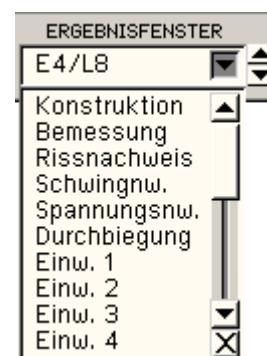 ERGEBNISFENSTER
E4/L8
Konstruktion
Bemessung
Rissnachweis
Schwingnw.
Spannungsnw.
Durchbiegung
Einw. 1
Einw. 2
Einw. 3
Einw. 4